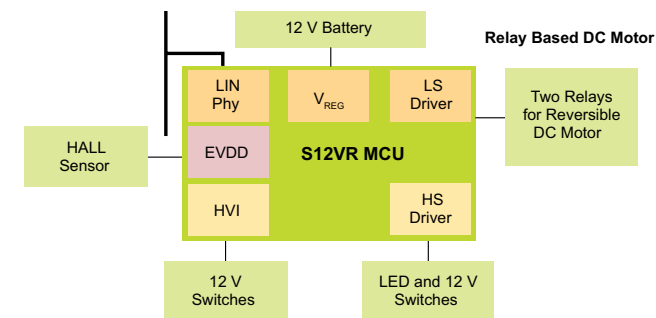 12 V Battery
Relay Based DC Motor
LIN
Phy
V REG
LS
Driver
Two Relays
for Reversible
DC Motor
HALL
Sensor
EVDD
S12VR MCU
HVI
HS
Driver
12 V
Switches
LED and 12 V
Switches